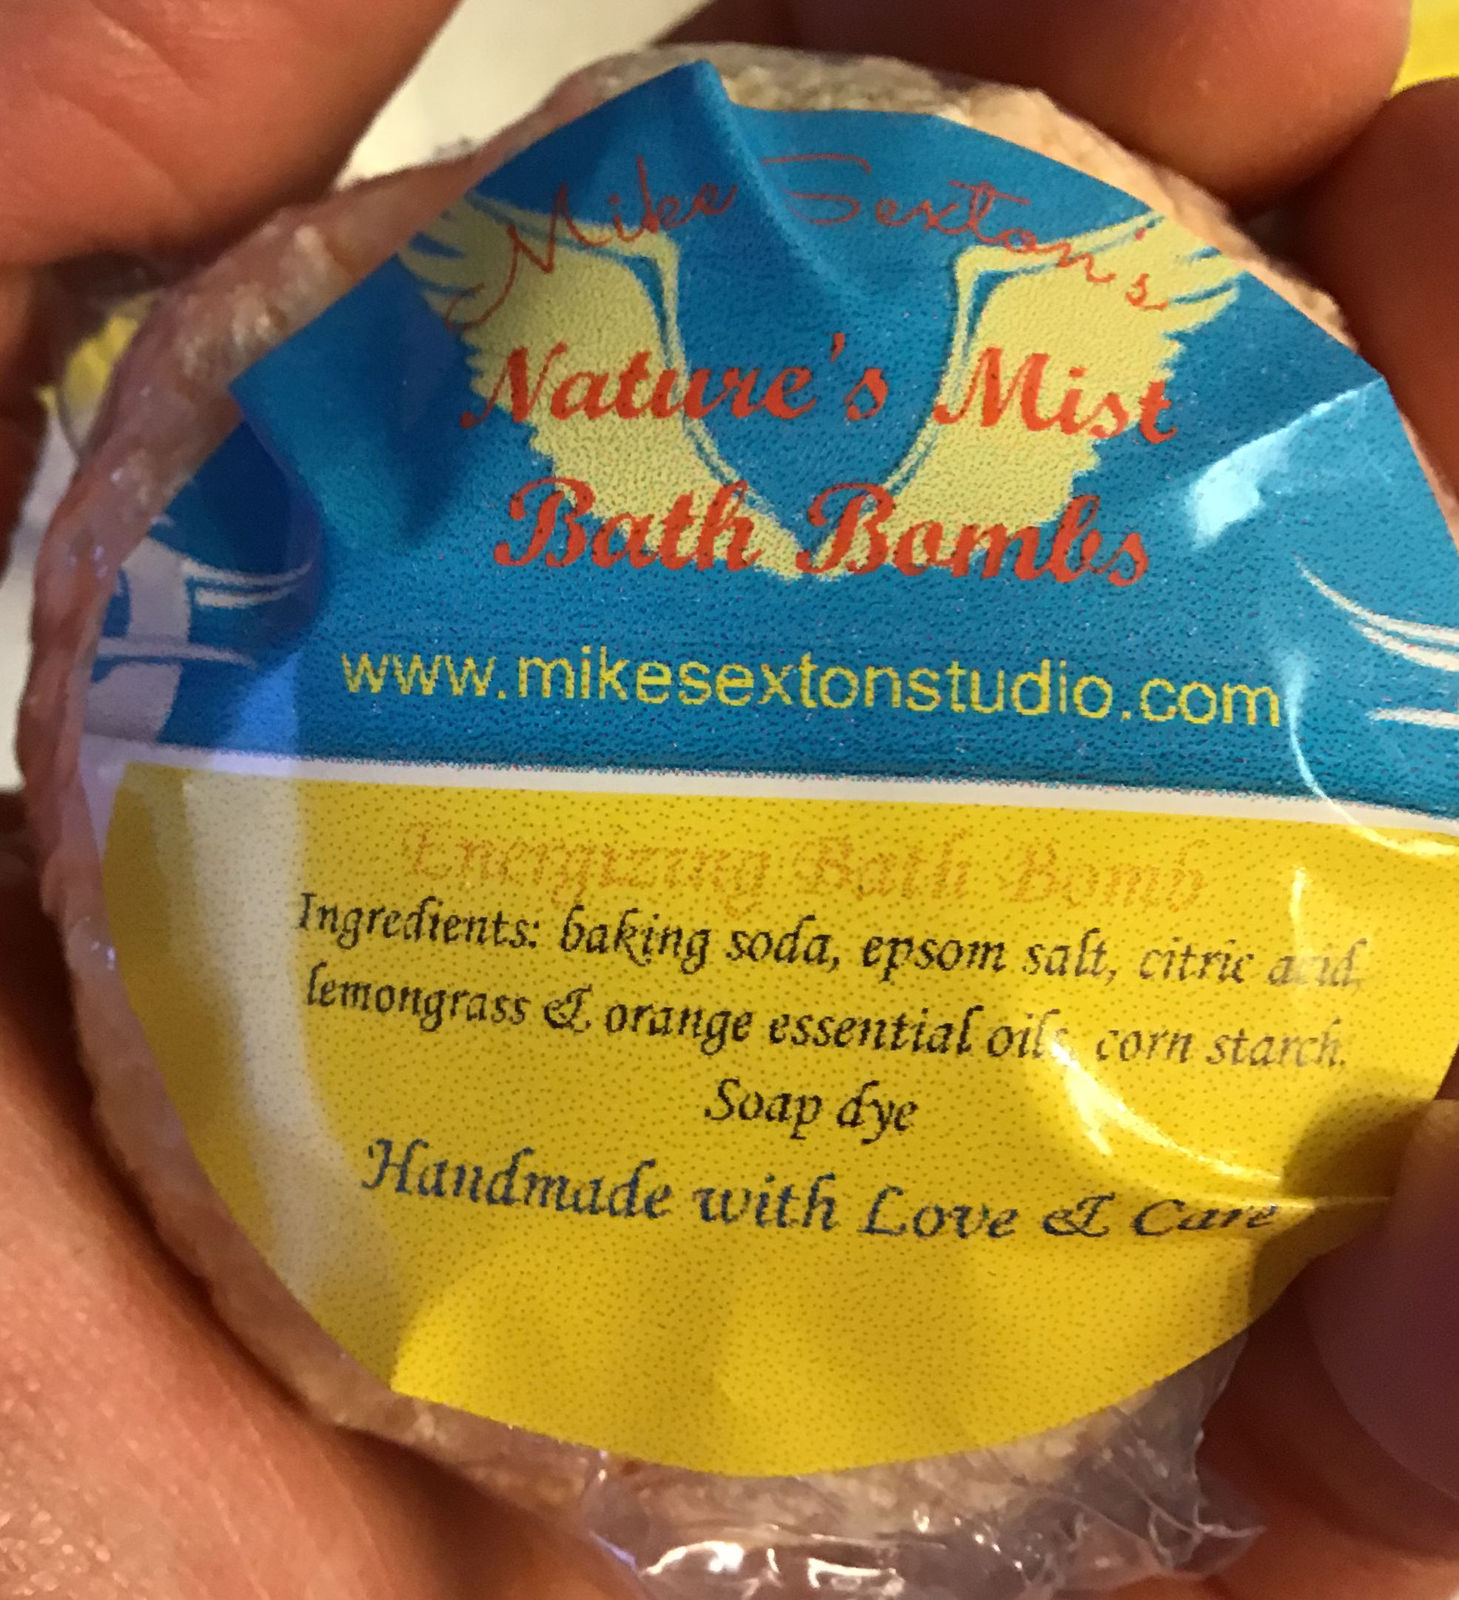 Mike Sexton's
Nature's Mist
Bath Bombs
www.mikesextonstudio.com
Energizing Bath Bomb
Ingredients: baking soda, epsom salt, citric acid,
lemongrass & orange essential oils, corn starch.
Soap dye
Handmade with Love & Care